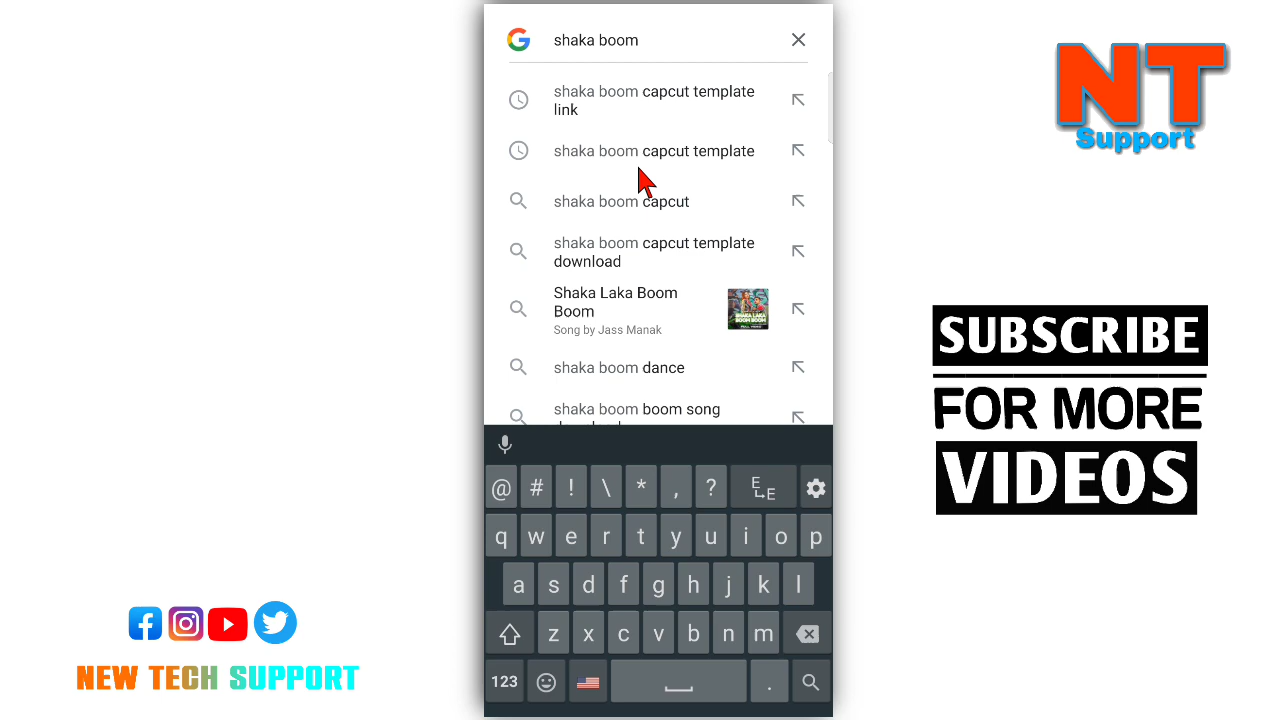 shaka boom
shaka boom capcut template
link
shaka boom capcut template
shaka boom capcut
shaka boom capcut template
download
Shaka Laka Boom
Boom
Song by Jass Manak
shaka boom dance
shaka boom boom song
@ # ! \ * , ? E E
q w e r t y u i o p
a s d f g h j k l
z x c v b n m
123 .
NT
Support
SUBSCRIBE
FOR MORE
VIDEOS
NEW TECH SUPPORT